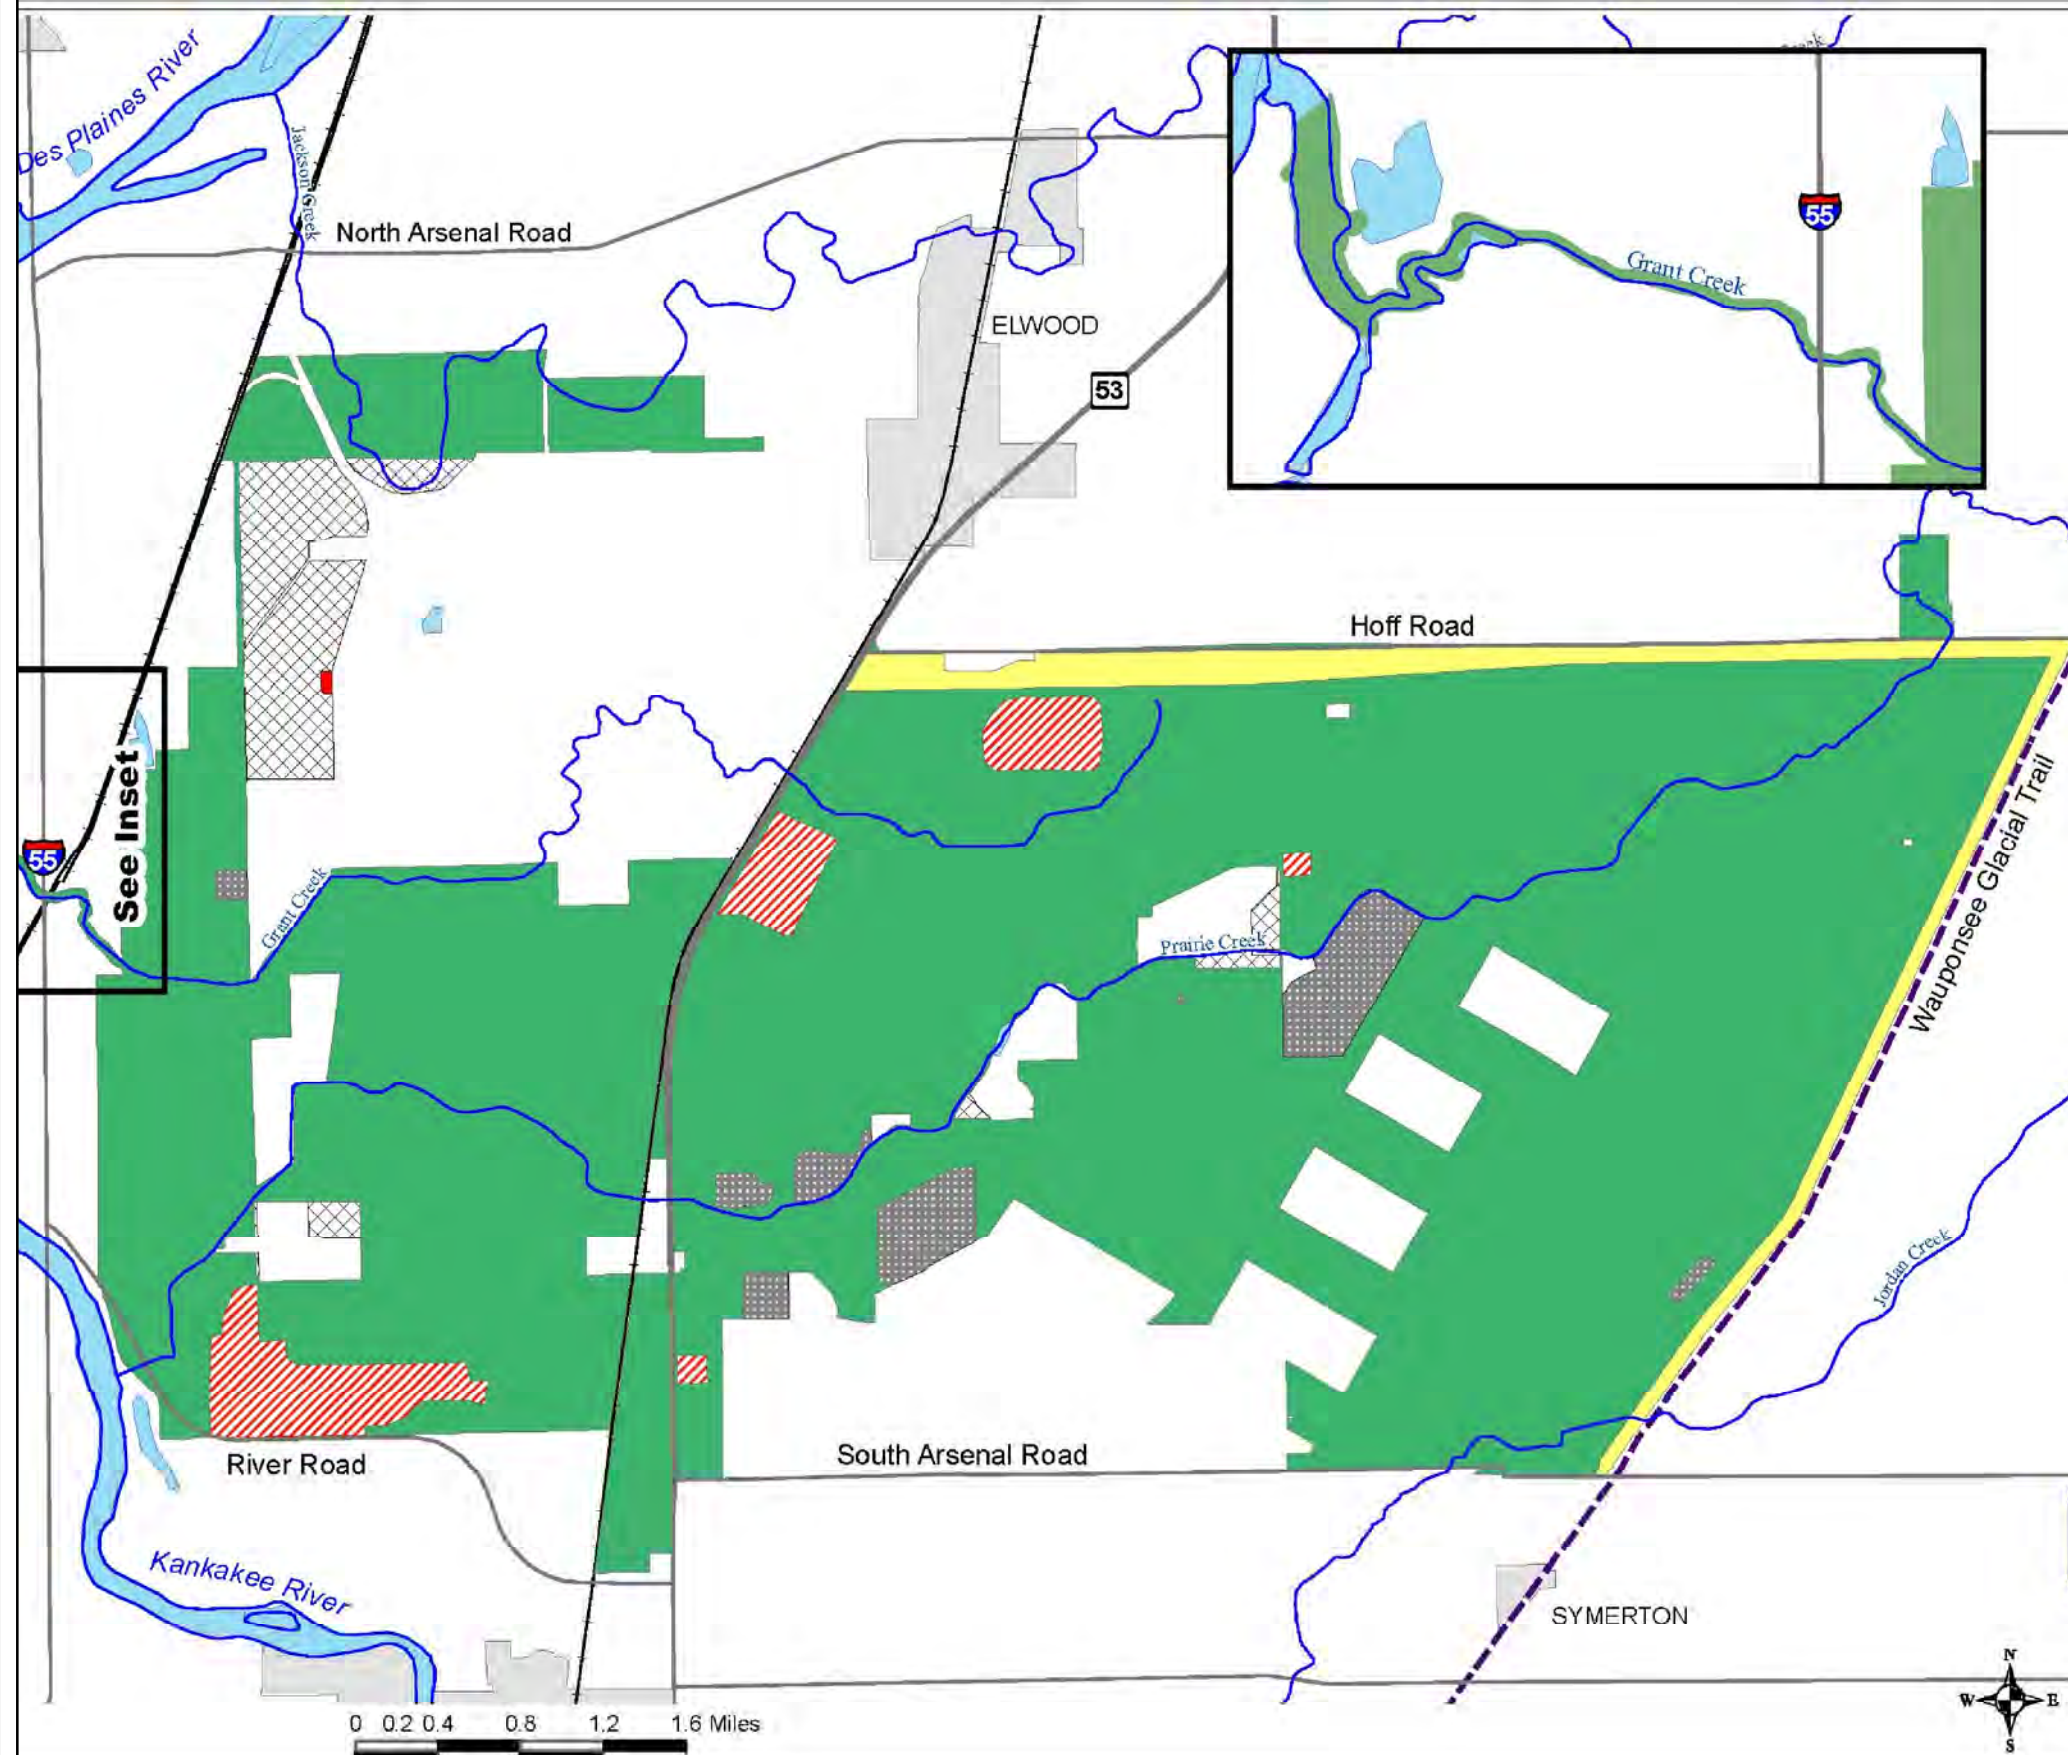 Des Plaines River
Jackson Creek
North Arsenal Road
ELWOOD
53
Grant Creek
55
Creek
Hoff Road
See Inset
55
Grant Creek
Prairie Creek
Wauponsee Glacial Trail
Jordan Creek
River Road
South Arsenal Road
Kankakee River
SYMERTON
0 0.2 0.4 0.8 1.2 1.6 Miles
N
W E
S